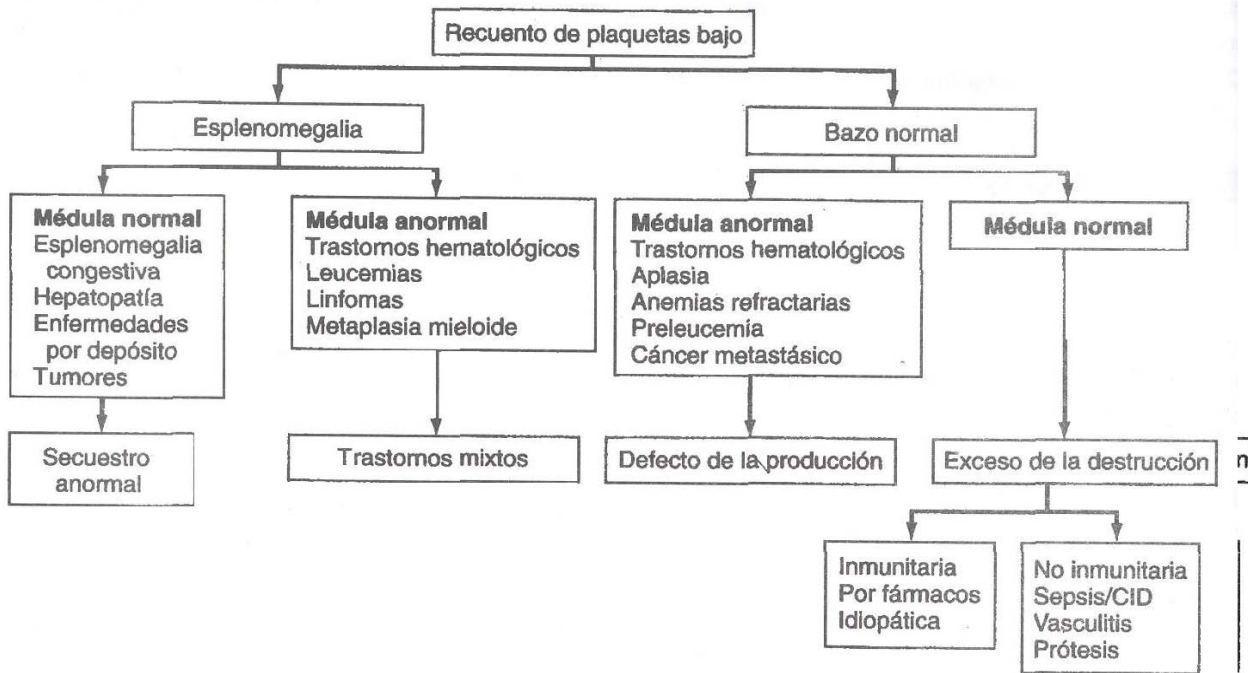 Recuento de plaquetas bajo
Esplenomegalia
Bazo normal
Médula normal
Esplenomegalia
congestiva
Hepatopatía
Enfermedades
por depósito
Tumores
Médula anormal
Trastornos hematológicos
Leucemias
Linfomas
Metaplasia mieloide
Médula anormal
Trastornos hematológicos
Aplasia
Anemias refractarias
Preleucemia
Cáncer metastásico
Médula normal
Secuestro
anormal
Trastornos mixtos
Defecto de la producción
Exceso de la destrucción
Inmunitaria
Por fármacos
Idiopática
No inmunitaria
Sepsis/CID
Vasculitis
Prótesis